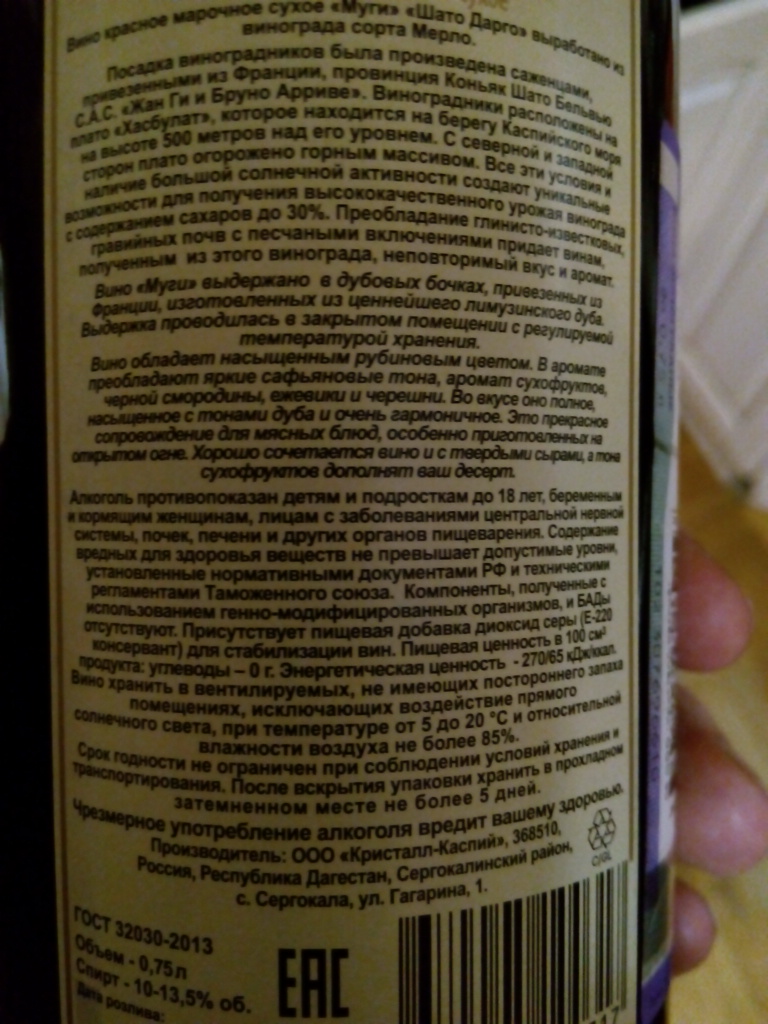 Вино красное марочное сухое «Муги» «Шато Дарго» выработано из
винограда сорта Мерло.
Посадка виноградников была произведена саженцами,
привезенными из Франции, провинция Коньяк Шато Бельвью
С.А.С. «Жан Ги и Бруно Арриве». Виноградники расположены на
плато «Хасбулат», которое находится на берегу Каспийского моря
на высоте 500 метров над его уровнем. С северной и западной
сторон плато огорожено горным массивом. Все эти условия и
наличие большой солнечной активности создают уникальные
возможности для получения высококачественного урожая винограда
с содержанием сахаров до 30%. Преобладание глинисто-известковых,
гравийных почв с песчаными включениями придает винам,
полученным из этого винограда, неповторимый вкус и аромат.
Вино «Муги» выдержано в дубовых бочках, привезенных из
Франции, изготовленных из ценнейшего лимузинского дуба.
Выдержка проводилась в закрытом помещении с регулируемой
температурой хранения.
Вино обладает насыщенным рубиновым цветом. В аромате
преобладают яркие сафьяновые тона, аромат сухофруктов,
черной смородины, ежевики и черешни. Во вкусе оно полное,
насыщенное с тонами дуба и очень гармоничное. Это прекрасное
сопровождение для мясных блюд, особенно приготовленных на
открытом огне. Хорошо сочетается вино и с твердыми сырами, а тона
сухофруктов дополнят ваш десерт.
Алкоголь противопоказан детям и подросткам до 18 лет, беременным
и кормящим женщинам, лицам с заболеваниями центральной нервной
системы, почек, печени и других органов пищеварения. Содержание
вредных для здоровья веществ не превышает допустимые уровни,
установленные нормативными документами РФ и техническими
регламентами Таможенного союза. Компоненты, полученные с
использованием генно-модифицированных организмов, и БАДы
отсутствуют. Присутствует пищевая добавка диоксид серы (Е-220
консервант) для стабилизации вин. Пищевая ценность в 100 см³
продукта: углеводы – 0 г. Энергетическая ценность - 270/65 кДж/ккал.
Вино хранить в вентилируемых, не имеющих постороннего запаха
помещениях, исключающих воздействие прямого
солнечного света, при температуре от 5 до 20 °С и относительной
влажности воздуха не более 85%.
Срок годности не ограничен при соблюдении условий хранения и
транспортирования. После вскрытия упаковки хранить в прохладном
затемненном месте не более 5 дней.
Чрезмерное употребление алкоголя вредит вашему здоровью.
Производитель: ООО «Кристалл-Каспий», 368510,
Россия, Республика Дагестан, Сергокалинский район,
с. Сергокала, ул. Гагарина, 1.
ГОСТ 32030-2013
Объем - 0,75л
Спирт - 10-13,5% об.
Дата розлива:
ЕАС